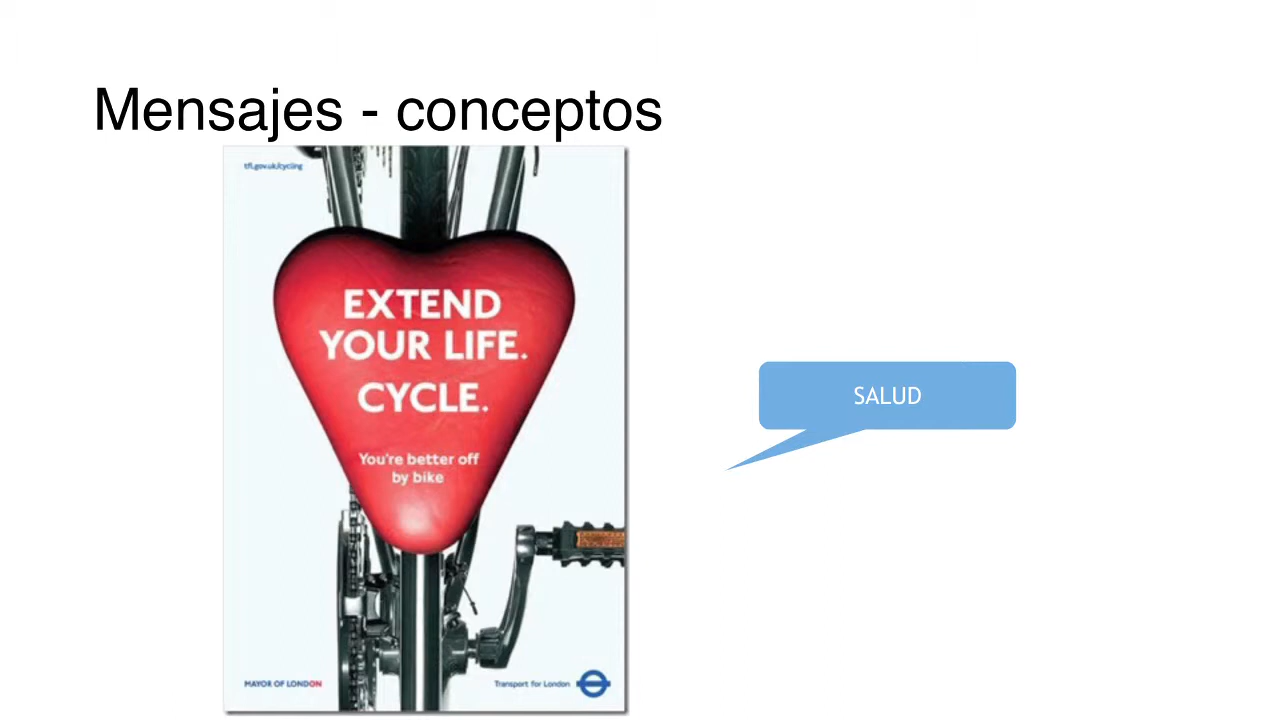 Mensajes - conceptos
tfl.gov.uk/cycling
EXTEND
YOUR LIFE.
CYCLE.
You're better off
by bike
SALUD
MAYOR OF LONDON
Transport for London